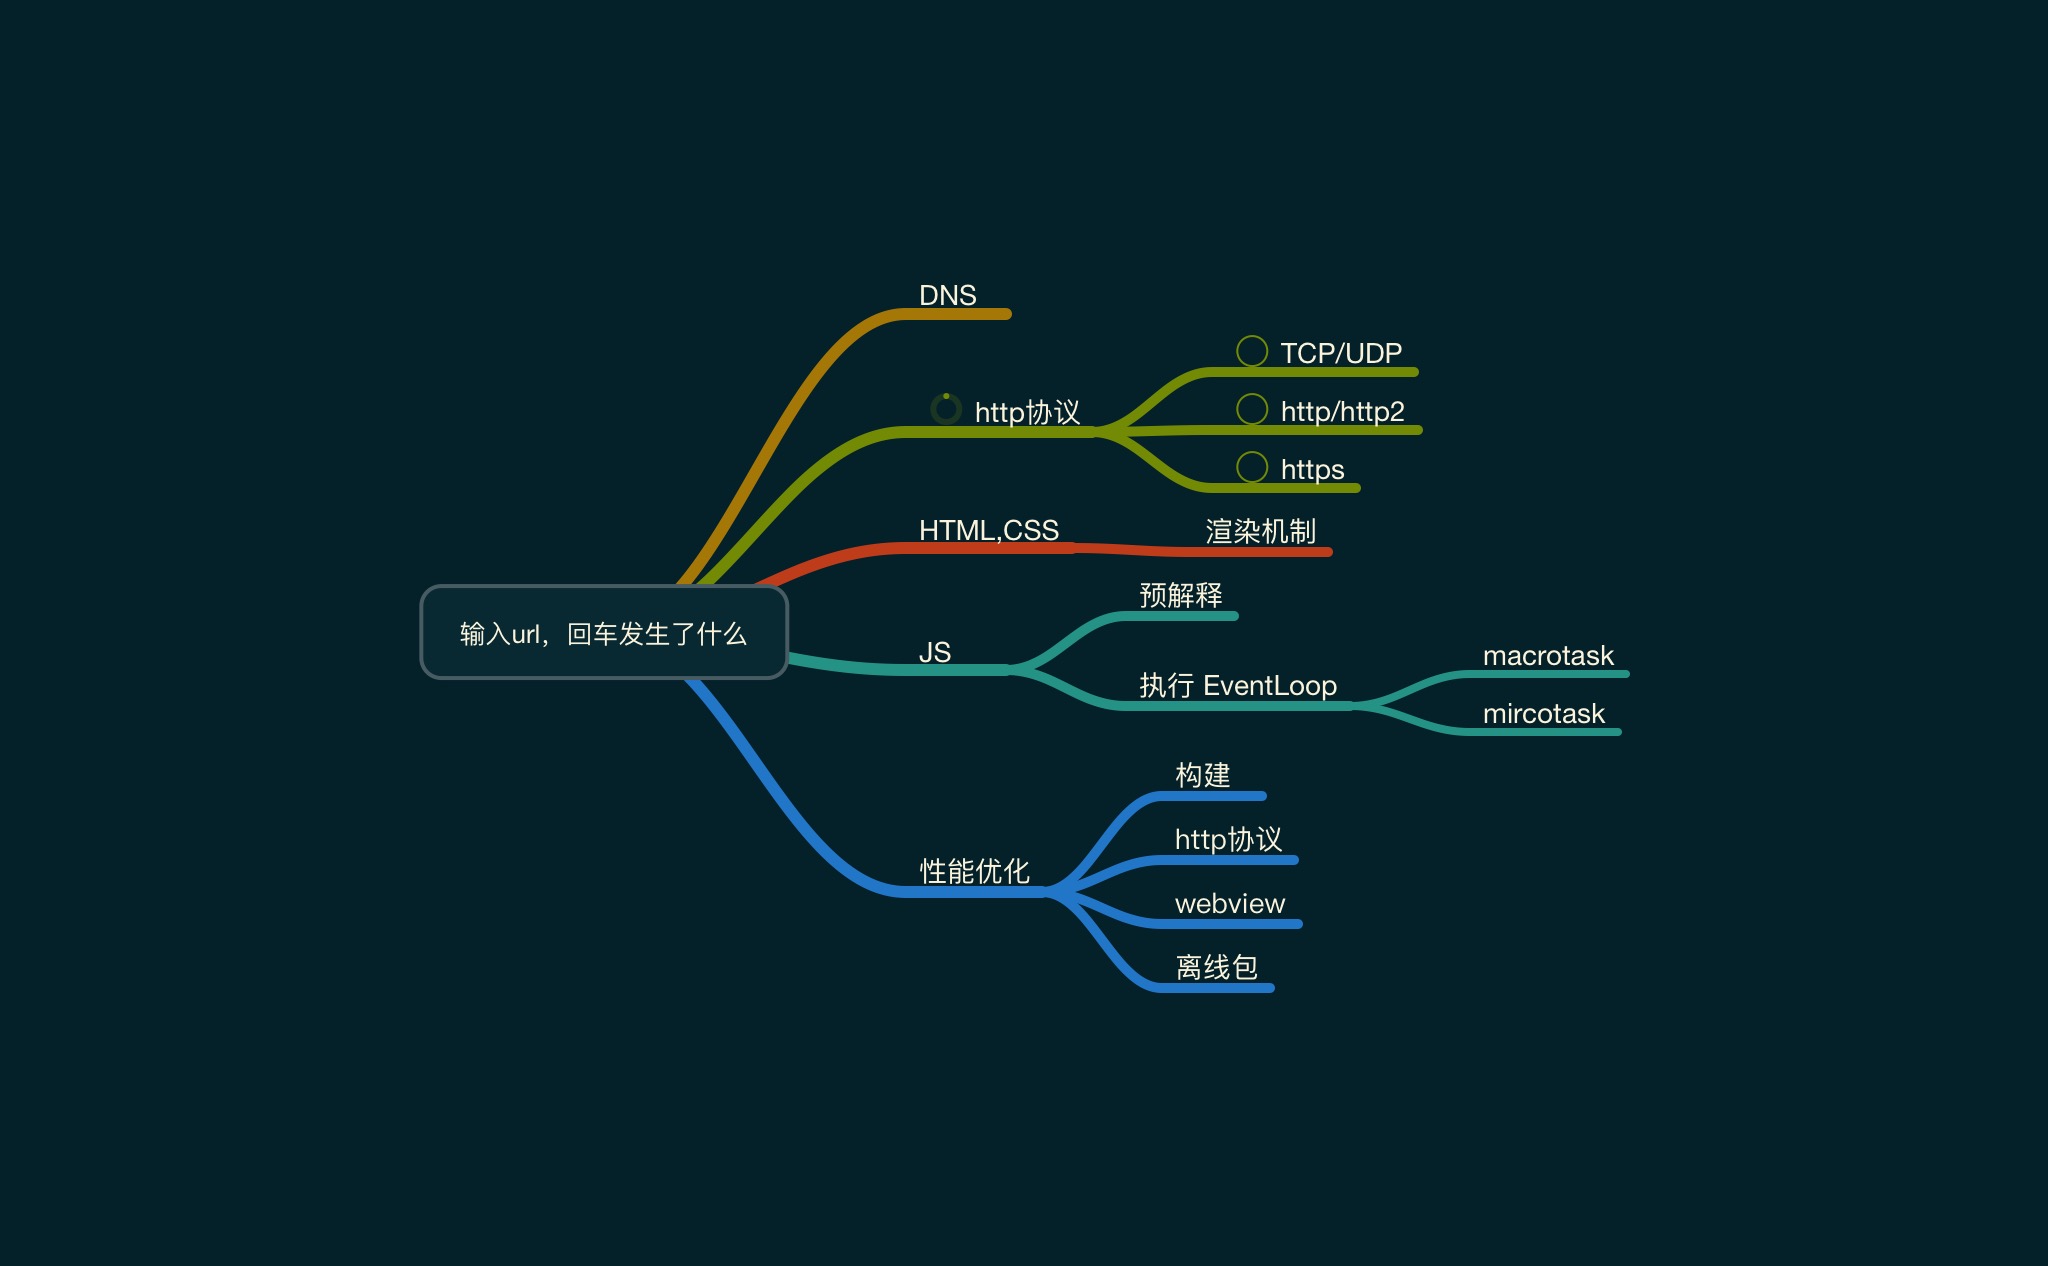 DNS
TCP/UDP
http协议
http/http2
https
HTML,CSS
渲染机制
预解释
输入url，回车发生了什么
JS
macrotask
执行 EventLoop
mircotask
构建
http协议
性能优化
webview
离线包